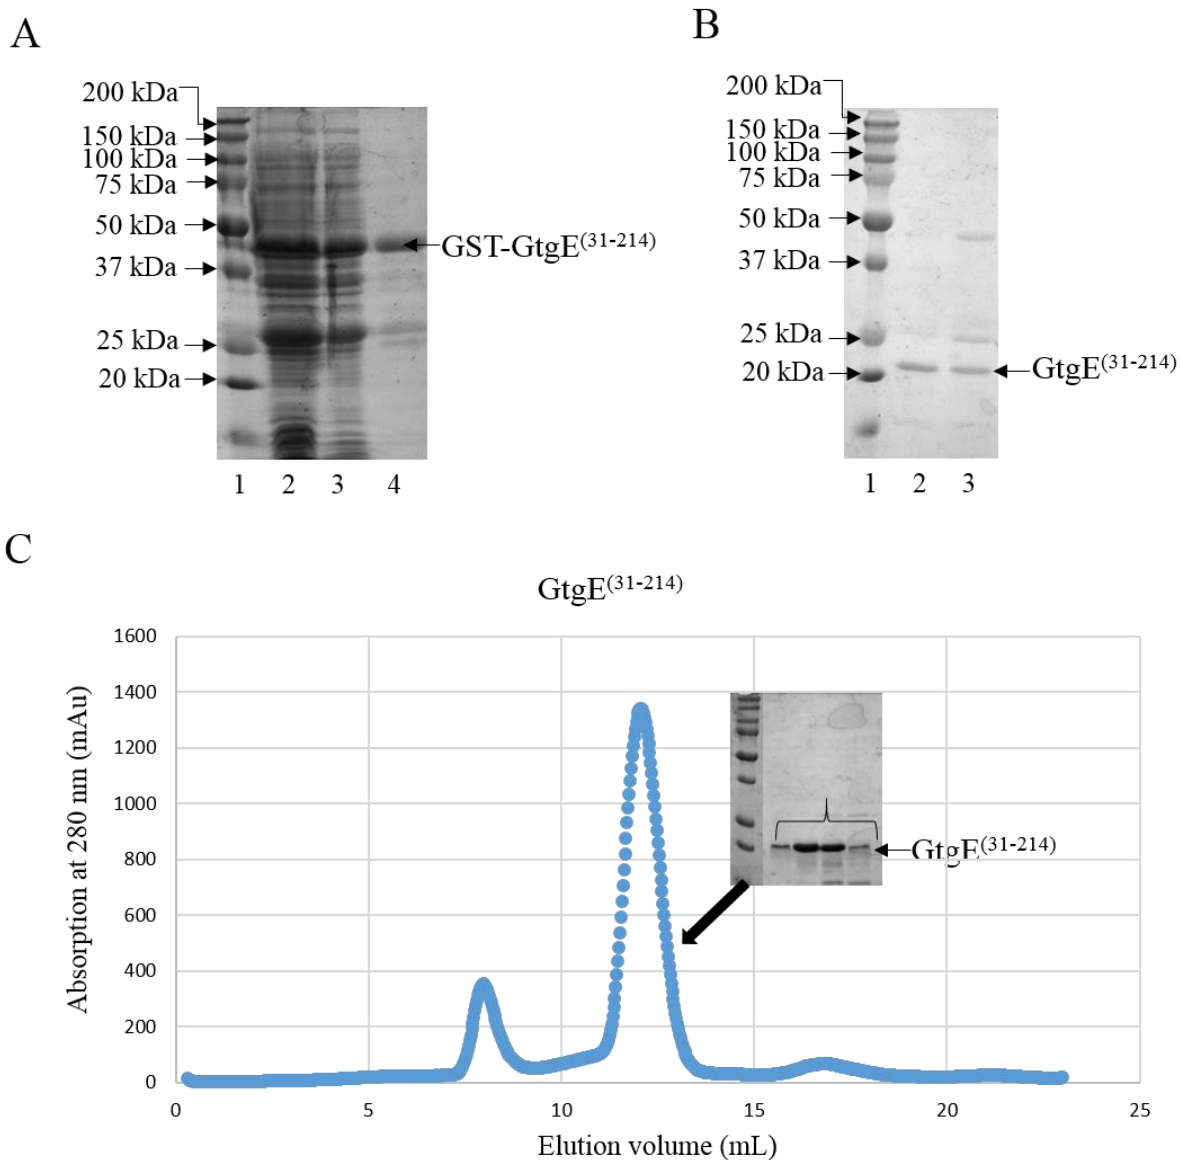 A
200 kDa
150 kDa
100 kDa
75 kDa
50 kDa
37 kDa
25 kDa
20 kDa
GST-GtgE(31-214)
1 2 3 4
B
200 kDa
150 kDa
100 kDa
75 kDa
50 kDa
37 kDa
25 kDa
20 kDa
GtgE(31-214)
1 2 3
C
GtgE(31-214)
Absorption at 280 nm (mAu)
1600
1400
1200
1000
800
600
400
200
0
GtgE(31-214)
0 5 10 15 20 25
Elution volume (mL)